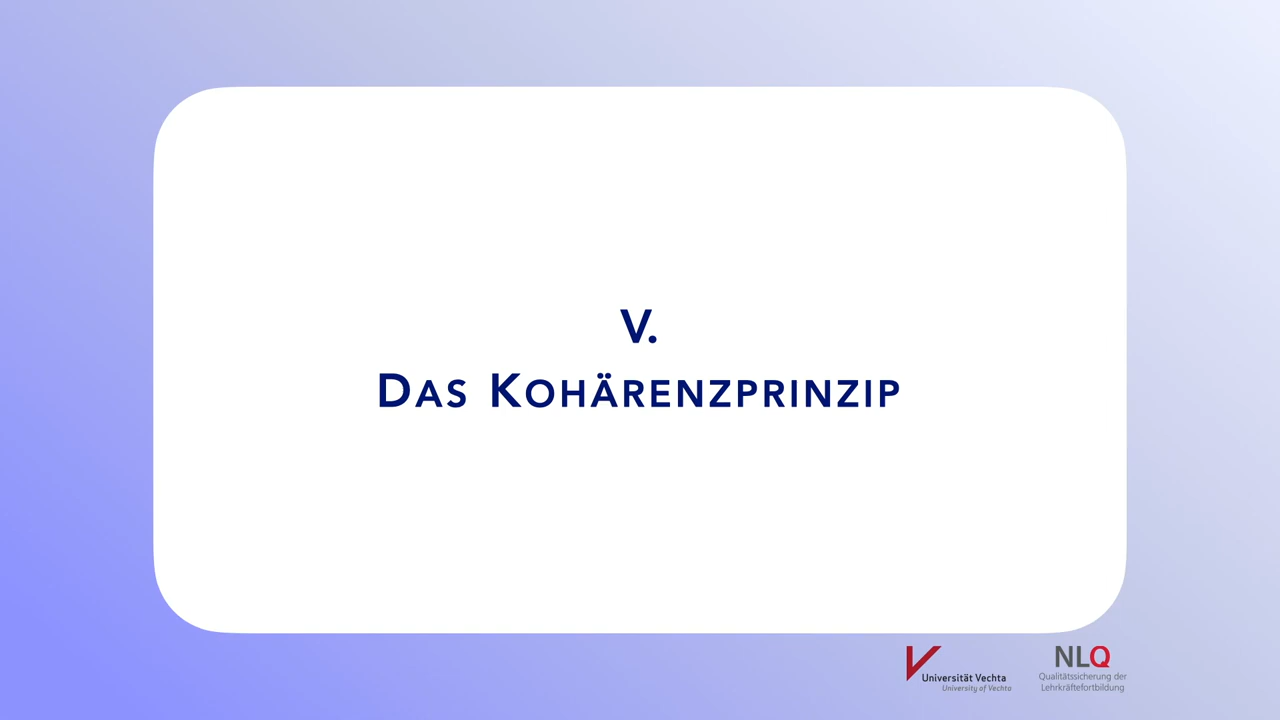 V.
Das Kohärenzprinzip
Universität Vechta
University of Vechta
NLQ
Qualitätssicherung der
Lehrkräftefortbildung